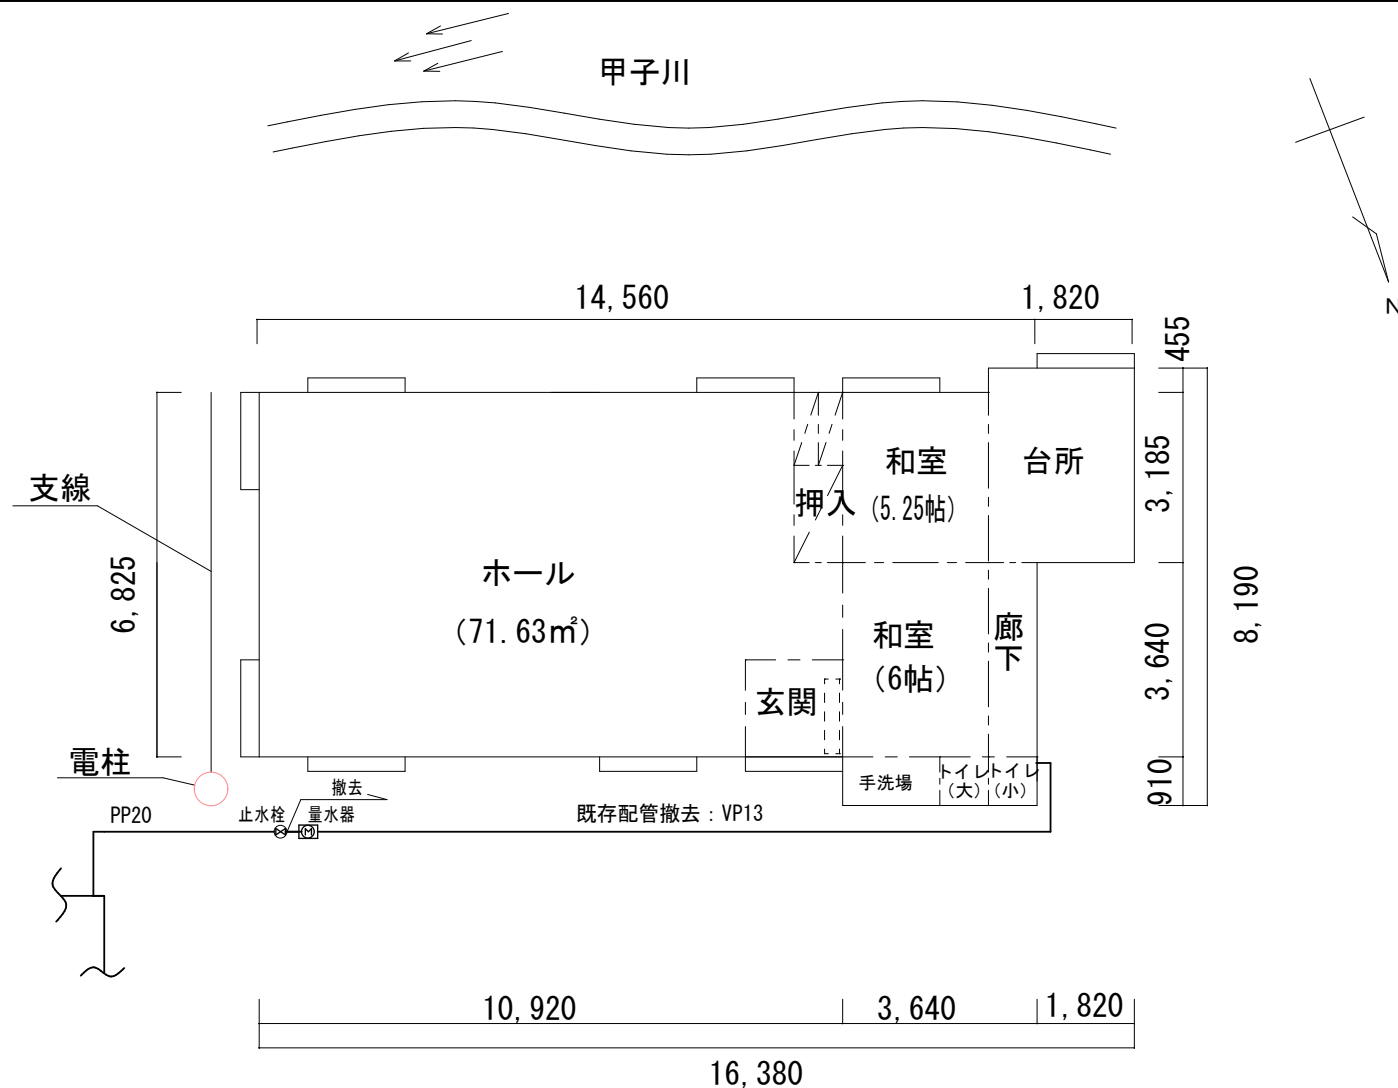 甲子川
N
14,560
1,820
455
支線
和室
(5.25帖)
台所
押入
3,185
6,825
ホール
(71.63㎡)
和室
(6帖)
廊下
8,190
3,640
玄関
電柱
手洗場
トイレ
(大)
トイレ
(小)
910
撤去
PP20
止水栓
量水器
M
既存配管撤去：VP13
10,920
3,640
1,820
16,380